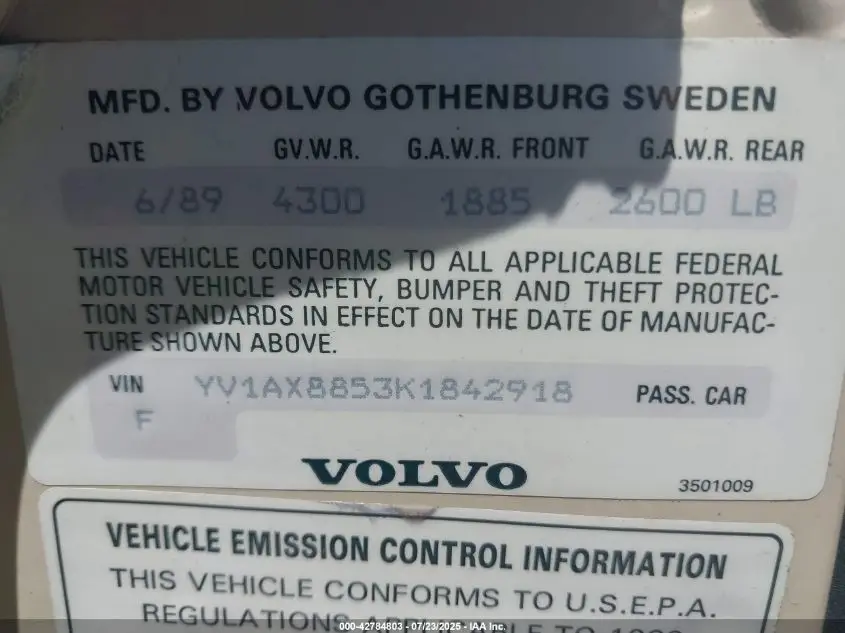 MFD. BY VOLVO GOTHENBURG SWEDEN
DATE G.V.W.R. G.A.W.R. FRONT G.A.W.R. REAR
6/89 4300 1885 2600 LB
THIS VEHICLE CONFORMS TO ALL APPLICABLE FEDERAL
MOTOR VEHICLE SAFETY, BUMPER AND THEFT PROTEC-
TION STANDARDS IN EFFECT ON THE DATE OF MANUFAC-
TURE SHOWN ABOVE.
VIN YV1AX8853K1842918 PASS. CAR
F
VOLVO
3501009
VEHICLE EMISSION CONTROL INFORMATION
THIS VEHICLE CONFORMS TO U.S.E.P.A.
REGULATIONS TO
000-42784803 - 07/23/2025 - IAA Inc.